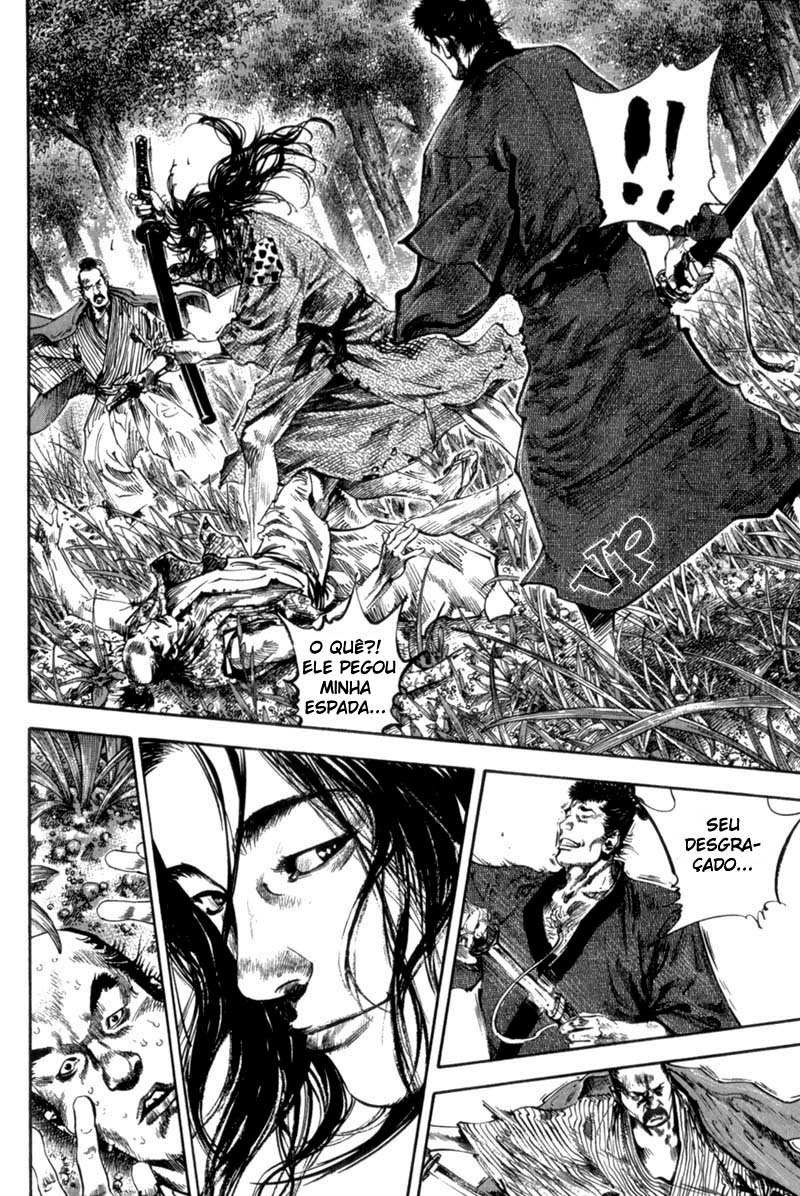 !!
O QUÊ?!
ELE PEGOU
MINHA
ESPADA...
VP
SEU
DESGRA-
ÇADO...